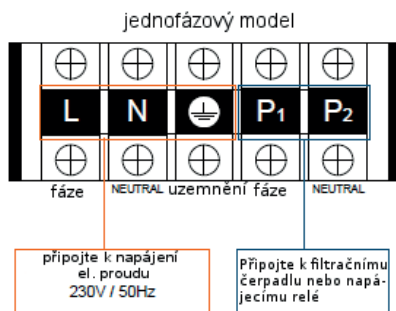 jednofázový model
L N P1 P2
fáze NEUTRAL uzemnění fáze NEUTRAL
připojte k napájení
el. proudu
230V / 50Hz
Připojte k filtračnímu
čerpadlu nebo napá-
jecímu relé